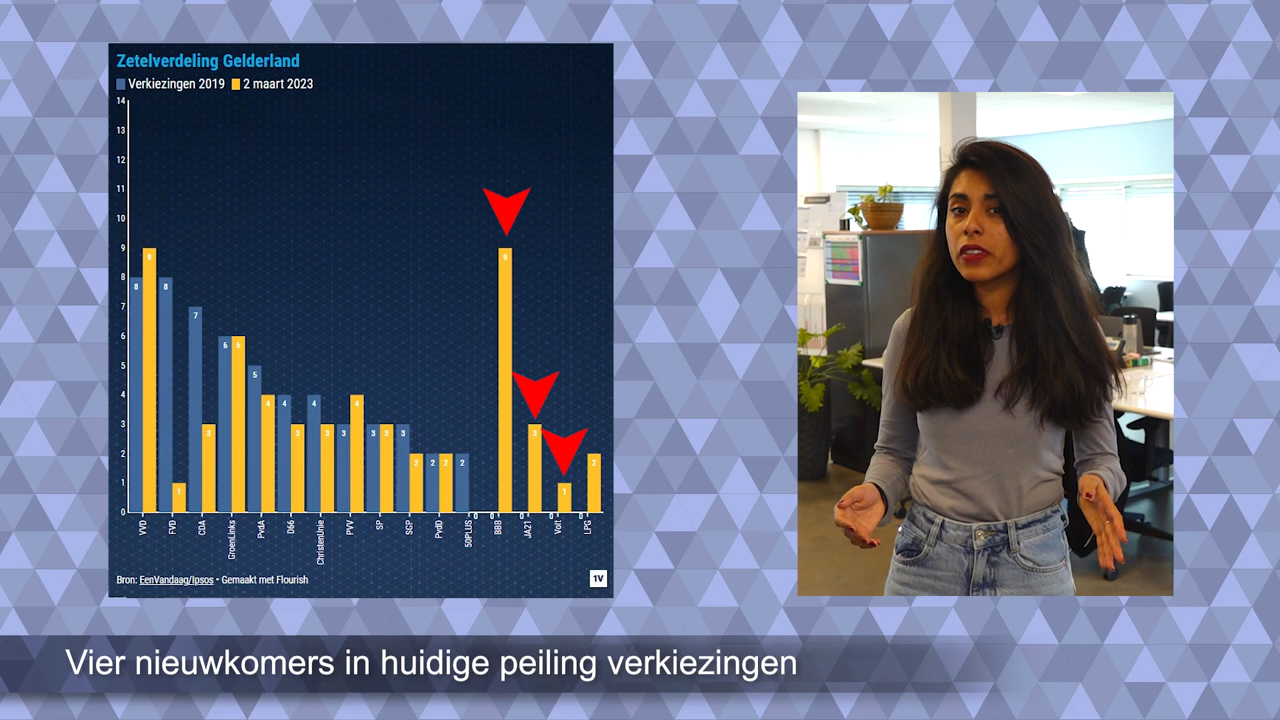 Zetelverdeling Gelderland
Verkiezingen 2019 2 maart 2023
14
13
12
11
10
9
8
7
6
5
4
3
2
1
0
8 9 8 1 7 3 6 6 5 4 4 3 4 3 3 4 3 3 3 2 2 2 2 0 0 9 0 3 0 1 0 2
VVD FVD CDA GroenLinks PvdA D66 ChristenUnie PVV SP SGP PvdD 50PLUS BBB JA21 Volt LPG
Bron: EenVandaag/Ipsos • Gemaakt met Flourish
1V
Vier nieuwkomers in huidige peiling verkiezingen